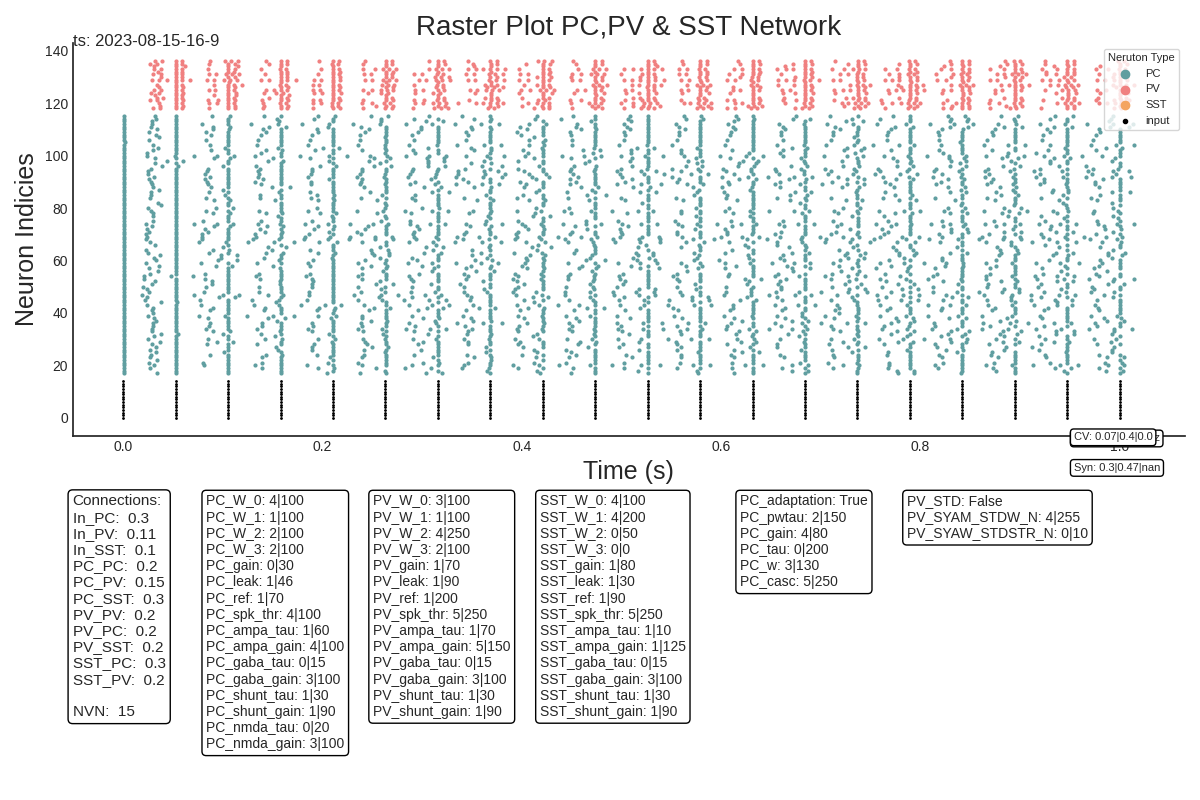 Raster Plot PC,PV & SST Network
ts: 2023-08-15-16-9
Neruton Type
PC
PV
SST
input
140
120
100
80
60
40
20
0
Neuron Indicies
0.0
0.2
0.4
0.6
0.8
1.0
Time (s)
CV: 0.07|0.4|0.0
Syn: 0.3|0.47|nan
Connections:
In_PC: 0.3
In_PV: 0.11
In_SST: 0.1
PC_PC: 0.2
PC_PV: 0.15
PC_SST: 0.3
PV_PV: 0.2
PV_PC: 0.2
PV_SST: 0.2
SST_PC: 0.3
SST_PV: 0.2
NVN: 15
PC_W_0: 4|100
PC_W_1: 1|100
PC_W_2: 2|100
PC_W_3: 2|100
PC_gain: 0|30
PC_leak: 1|46
PC_ref: 1|70
PC_spk_thr: 4|100
PC_ampa_tau: 1|60
PC_ampa_gain: 4|100
PC_gaba_tau: 0|15
PC_gaba_gain: 3|100
PC_shunt_tau: 1|30
PC_shunt_gain: 1|90
PC_nmda_tau: 0|20
PC_nmda_gain: 3|100
PV_W_0: 3|100
PV_W_1: 1|100
PV_W_2: 4|250
PV_W_3: 2|100
PV_gain: 1|70
PV_leak: 1|90
PV_ref: 1|200
PV_spk_thr: 5|250
PV_ampa_tau: 1|70
PV_ampa_gain: 5|150
PV_gaba_tau: 0|15
PV_gaba_gain: 3|100
PV_shunt_tau: 1|30
PV_shunt_gain: 1|90
SST_W_0: 4|100
SST_W_1: 4|200
SST_W_2: 0|50
SST_W_3: 0|0
SST_gain: 1|80
SST_leak: 1|30
SST_ref: 1|90
SST_spk_thr: 5|250
SST_ampa_tau: 1|10
SST_ampa_gain: 1|125
SST_gaba_tau: 0|15
SST_gaba_gain: 3|100
SST_shunt_tau: 1|30
SST_shunt_gain: 1|90
PC_adaptation: True
PC_pwtau: 2|150
PC_gain: 4|80
PC_tau: 0|200
PC_w: 3|130
PC_casc: 5|250
PV_STD: False
PV_SYAM_STDW_N: 4|255
PV_SYAW_STDSTR_N: 0|10